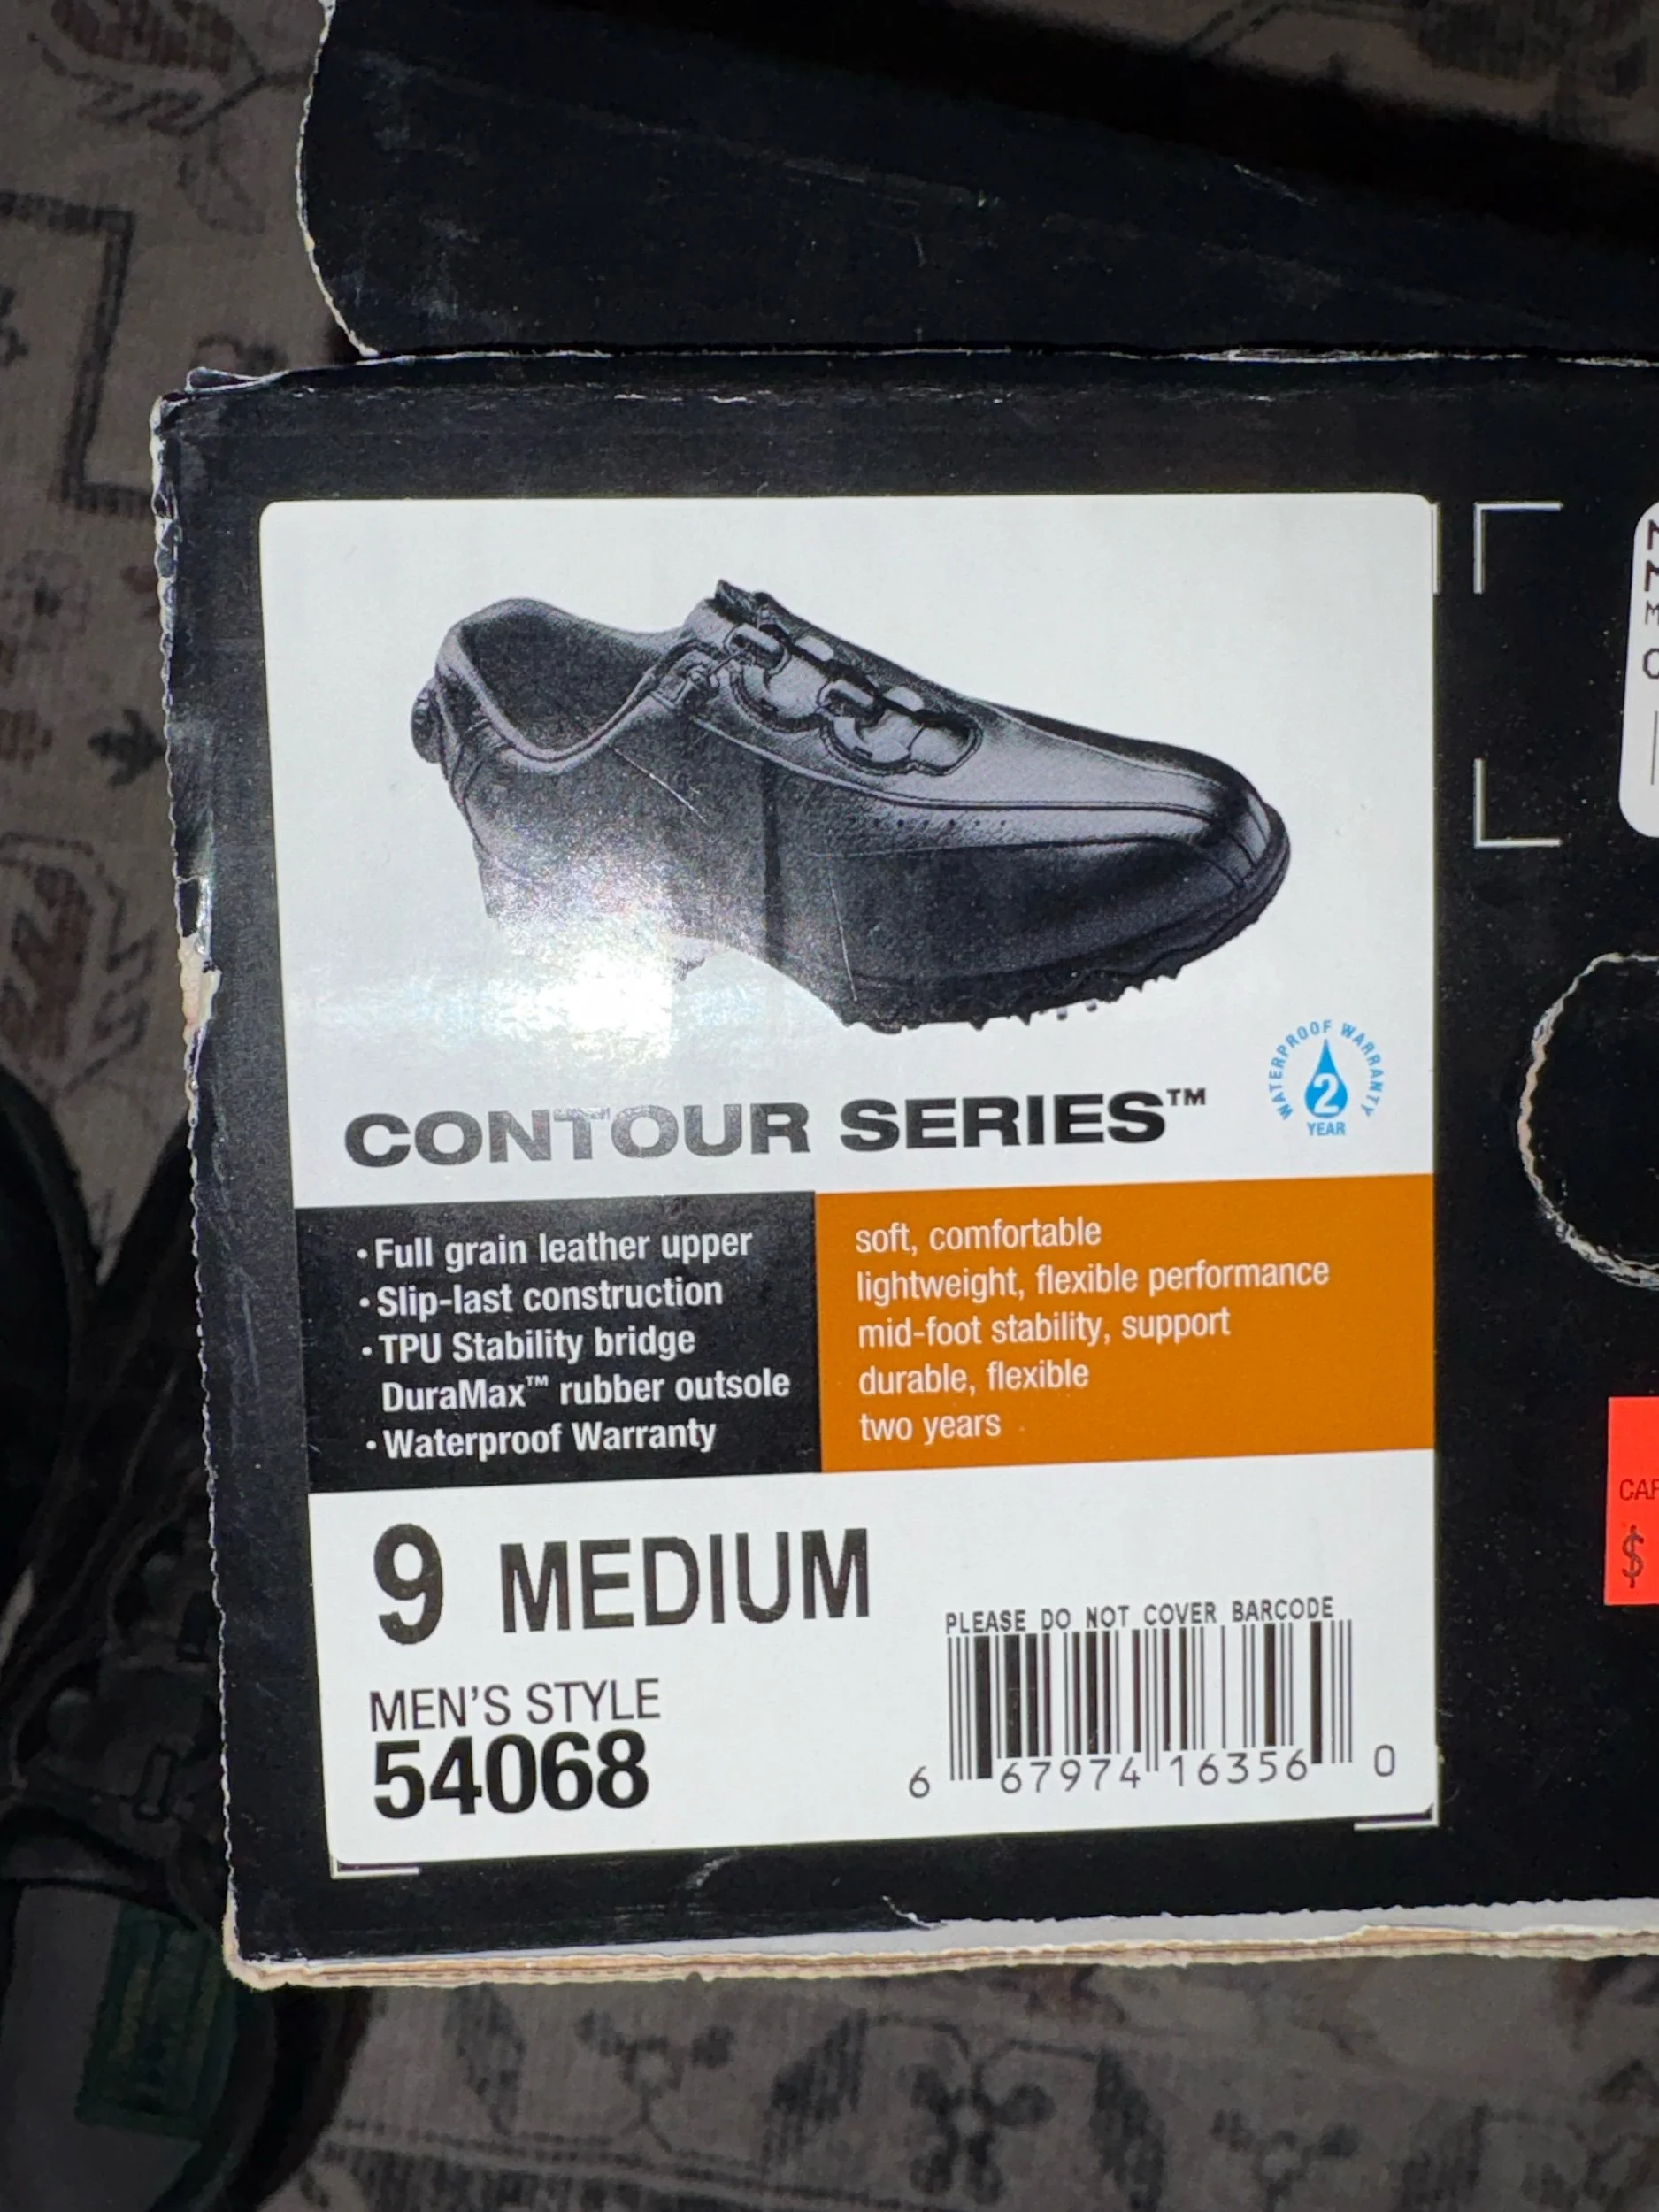 WATERPROOF WARRANTY
2
YEAR
CONTOUR SERIES™
• Full grain leather upper
soft, comfortable
• Slip-last construction
lightweight, flexible performance
• TPU Stability bridge
mid-foot stability, support
DuraMax™ rubber outsole
durable, flexible
• Waterproof Warranty
two years
9 MEDIUM
PLEASE DO NOT COVER BARCODE
MEN'S STYLE
54068
6 67974 16356 0
$